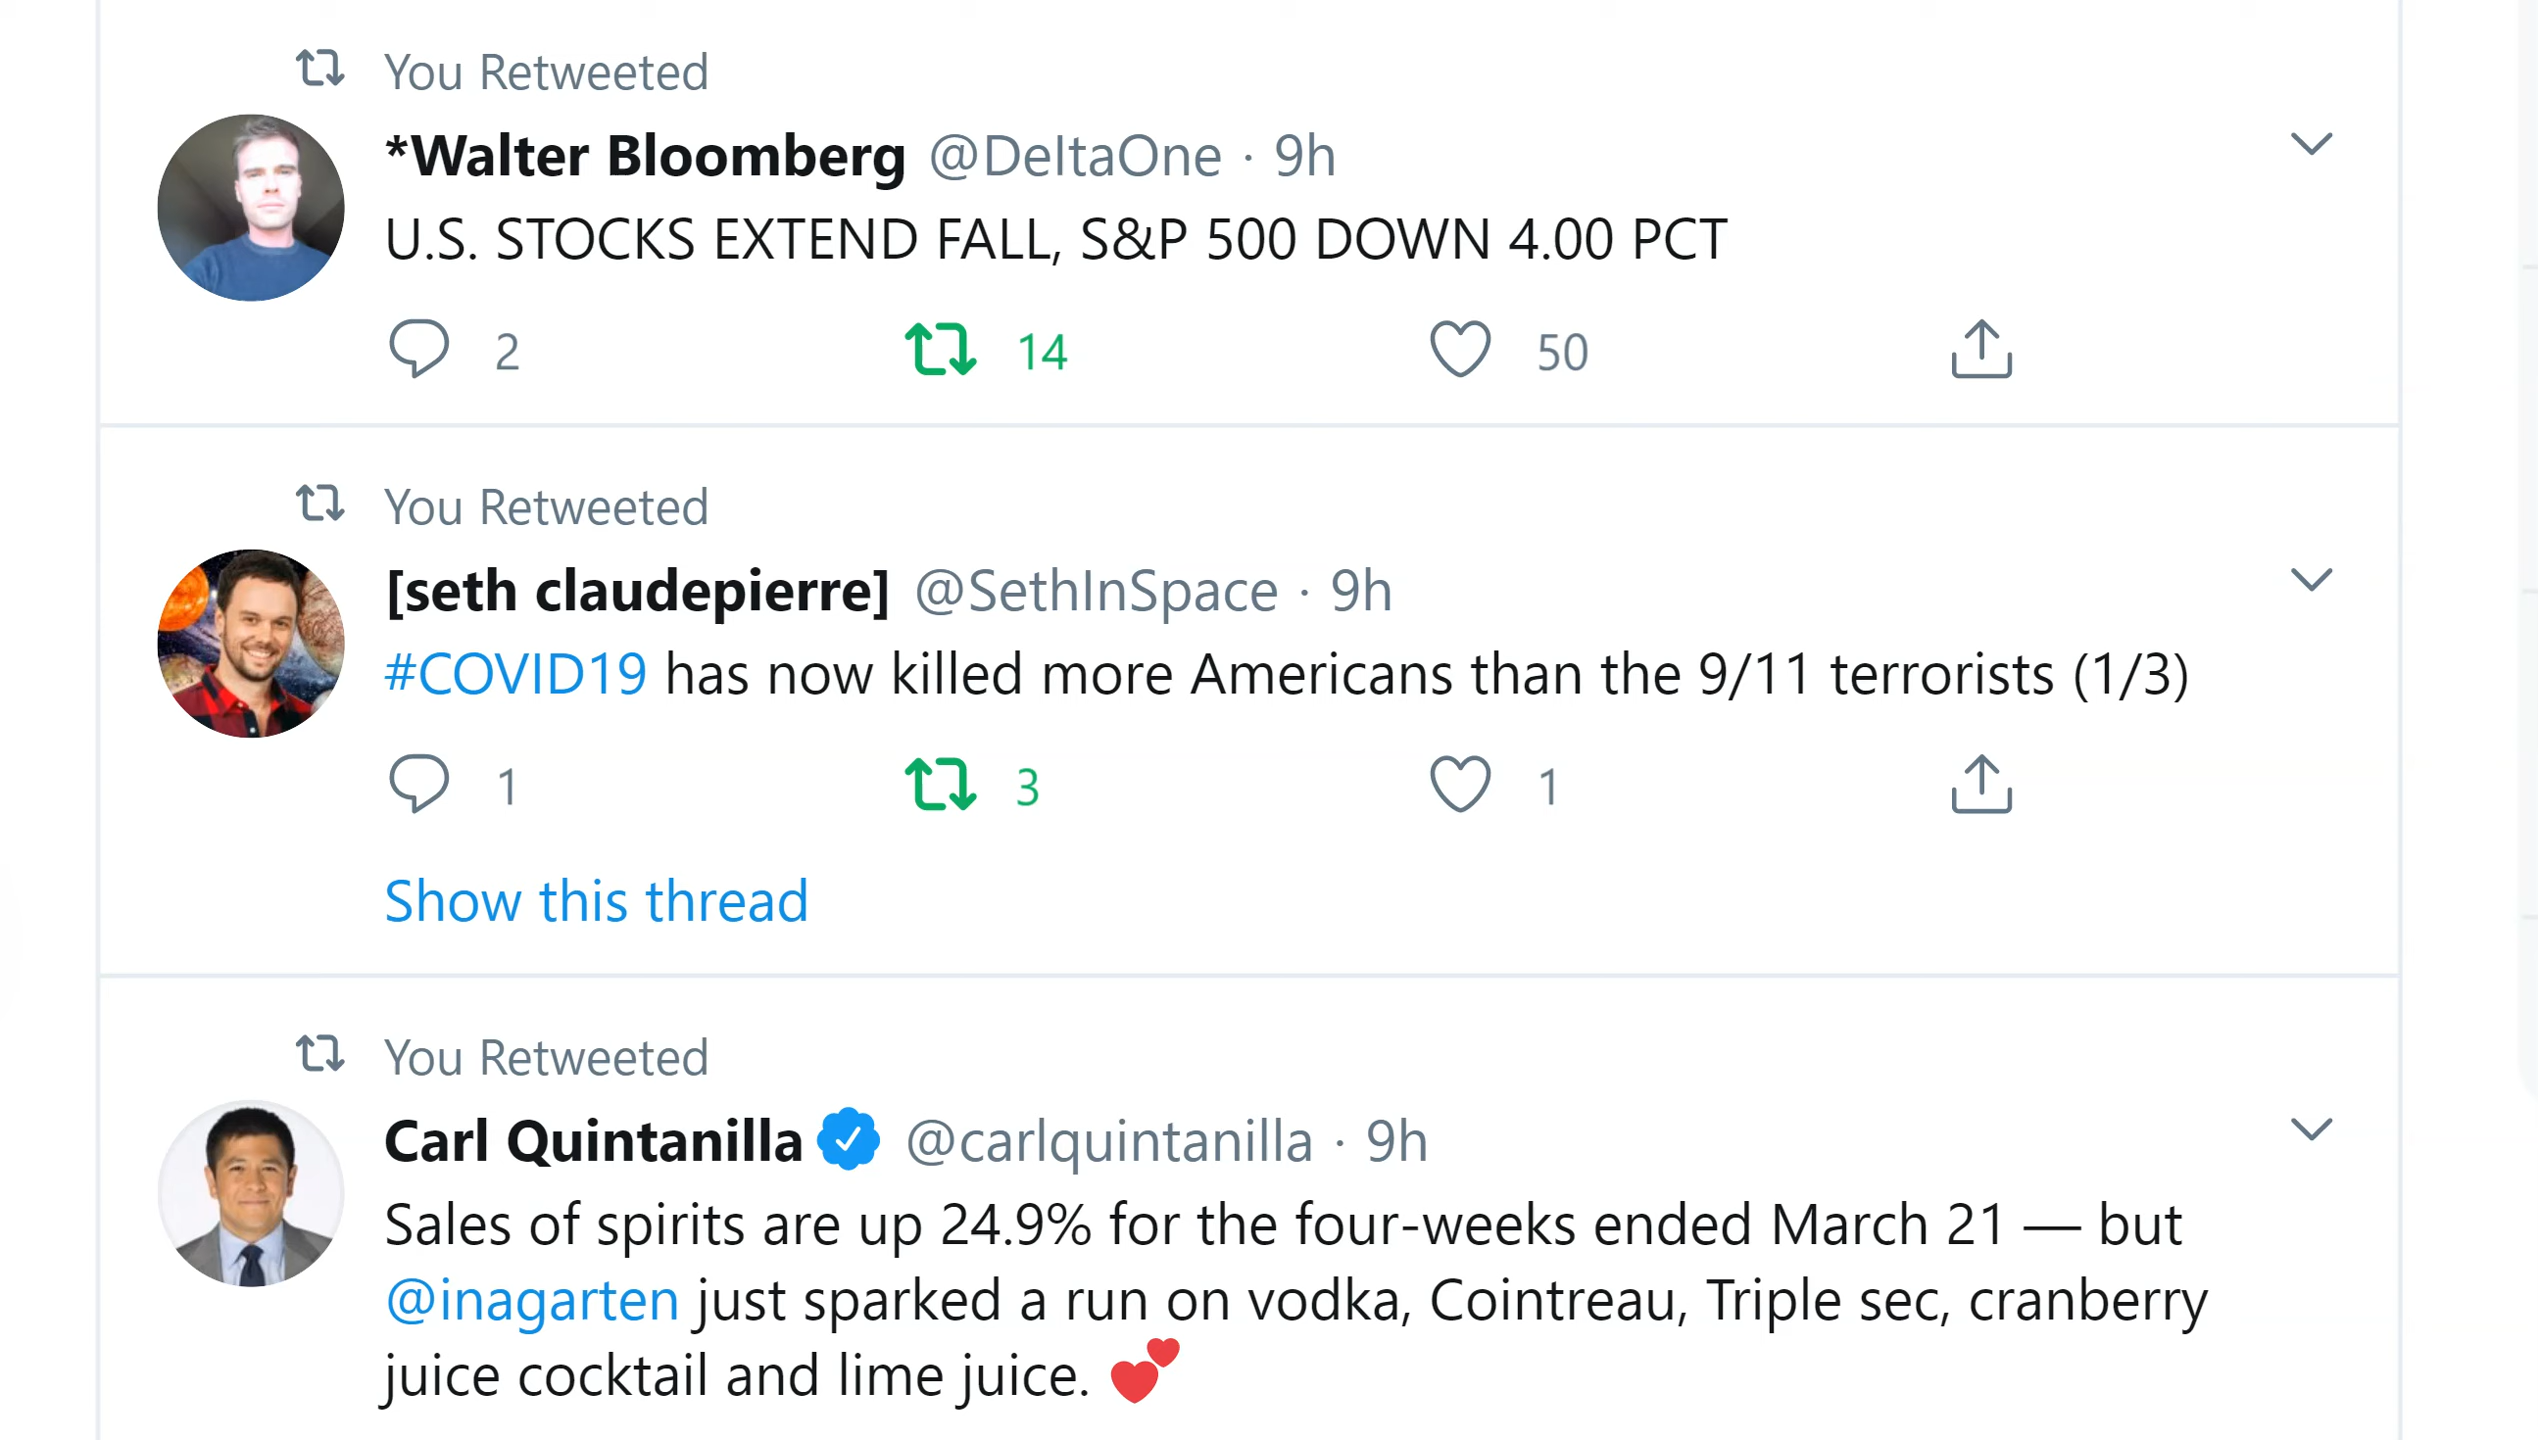 You Retweeted
*Walter Bloomberg @DeItaOne · 9h
U.S. STOCKS EXTEND FALL, S&P 500 DOWN 4.00 PCT
2 14 50
You Retweeted
[seth claudepierre] @SethInSpace · 9h
#COVID19 has now killed more Americans than the 9/11 terrorists (1/3)
1 3 1
Show this thread
You Retweeted
Carl Quintanilla @carlquintanilla · 9h
Sales of spirits are up 24.9% for the four-weeks ended March 21 — but
@inagarten just sparked a run on vodka, Cointreau, Triple sec, cranberry
juice cocktail and lime juice. 💕